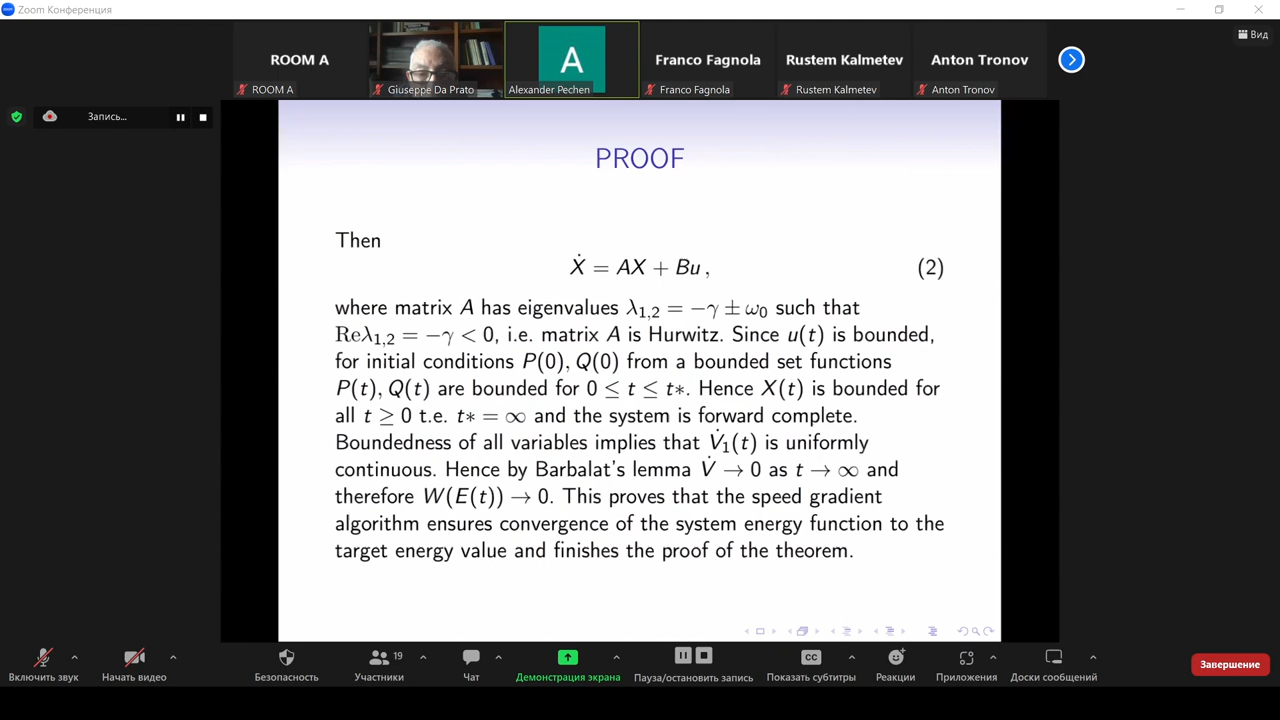 Zoom Конференция
Вид
ROOM A
Franco Fagnola
Rustem Kalmetev
Anton Tronov
A
ROOM A
Giuseppe Da Prato
Alexander Pechen
Franco Fagnola
Rustem Kalmetev
Anton Tronov
Запись...
PROOF
Then
Ẋ = AX + Bu , (2)
where matrix A has eigenvalues λ₁,₂ = −γ ± ω₀ such that
Reλ₁,₂ = −γ < 0, i.e. matrix A is Hurwitz. Since u(t) is bounded,
for initial conditions P(0), Q(0) from a bounded set functions
P(t), Q(t) are bounded for 0 ≤ t ≤ t∗. Hence X(t) is bounded for
all t ≥ 0 t.e. t∗ = ∞ and the system is forward complete.
Boundedness of all variables implies that V̇₁(t) is uniformly
continuous. Hence by Barbalat's lemma V̇ → 0 as t → ∞ and
therefore W(E(t)) → 0. This proves that the speed gradient
algorithm ensures convergence of the system energy function to the
target energy value and finishes the proof of the theorem.
19
CC
Включить звук
Начать видео
Безопасность
Участники
Чат
Демонстрация экрана
Пауза/остановить запись
Показать субтитры
Реакции
Приложения
Доски сообщений
Завершение